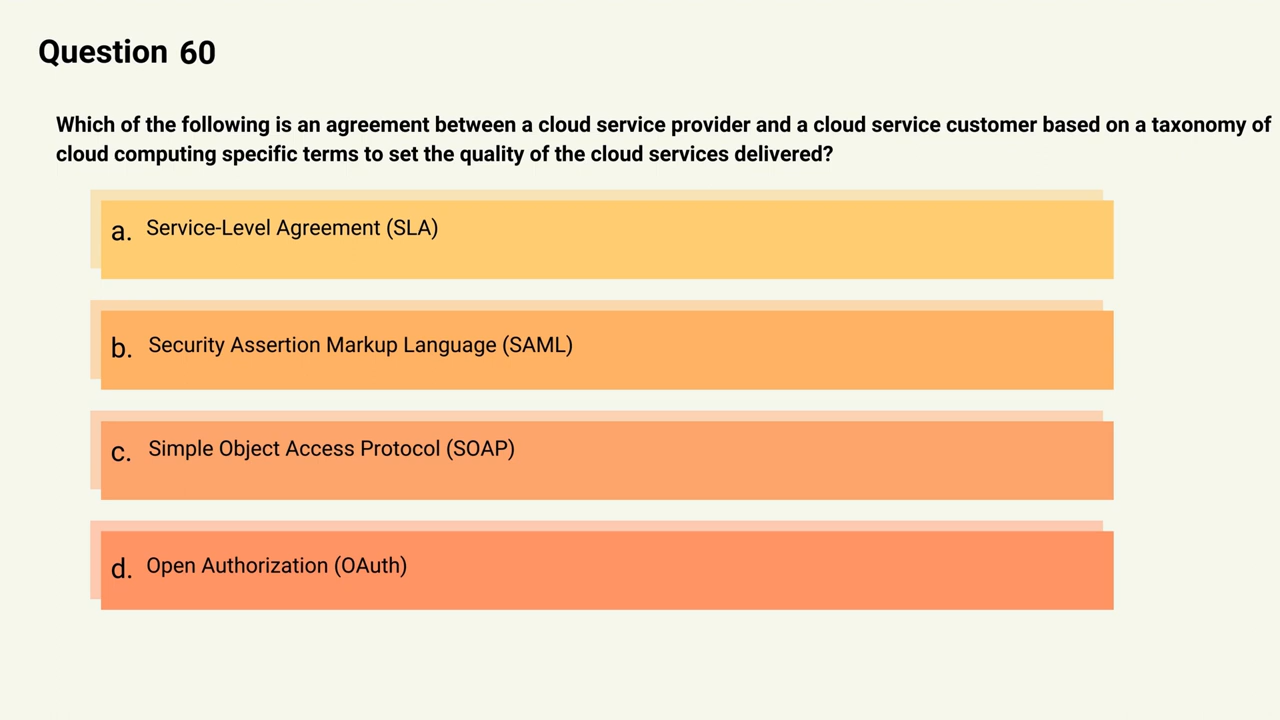 Question 60
Which of the following is an agreement between a cloud service provider and a cloud service customer based on a taxonomy of
cloud computing specific terms to set the quality of the cloud services delivered?
a. Service-Level Agreement (SLA)
b. Security Assertion Markup Language (SAML)
c. Simple Object Access Protocol (SOAP)
d. Open Authorization (OAuth)